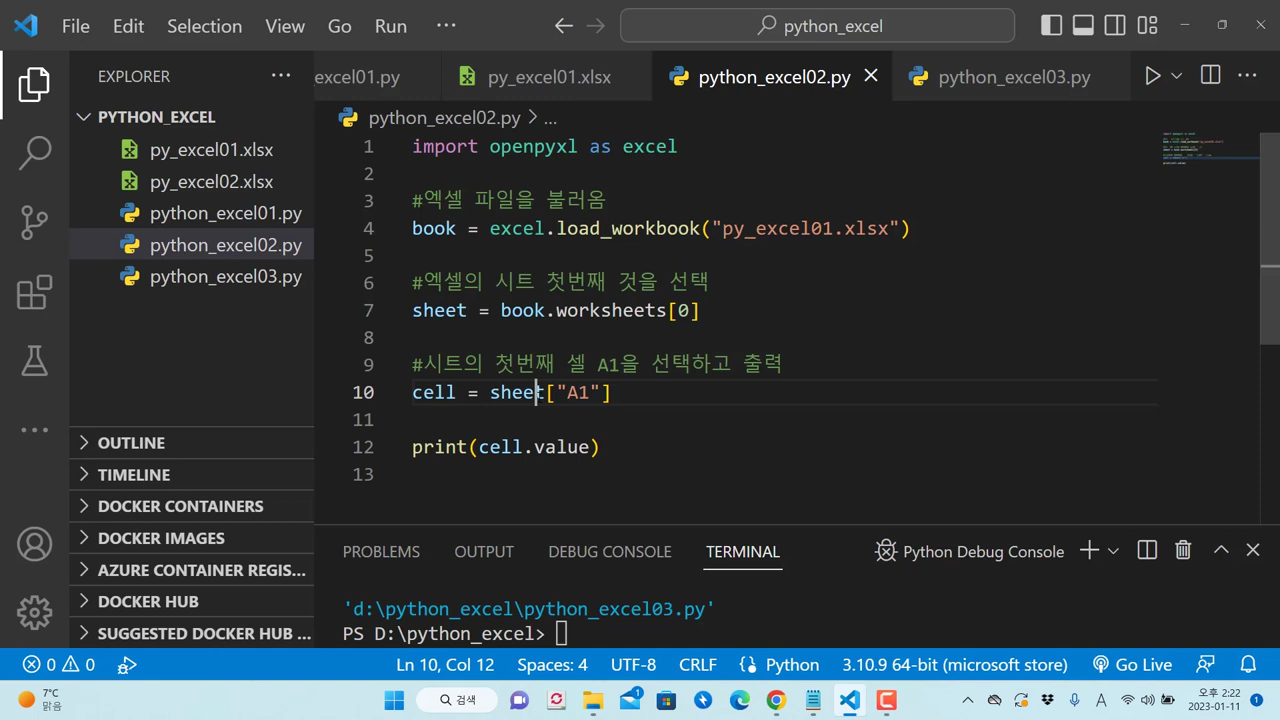 File Edit Selection View Go Run ··· python_excel
EXPLORER ···
excel01.py py_excel01.xlsx python_excel02.py python_excel03.py
PYTHON_EXCEL
py_excel01.xlsx
py_excel02.xlsx
python_excel01.py
python_excel02.py
python_excel03.py
OUTLINE
TIMELINE
DOCKER CONTAINERS
DOCKER IMAGES
AZURE CONTAINER REGIS...
DOCKER HUB
SUGGESTED DOCKER HUB ...
python_excel02.py > ...
1 import openpyxl as excel
2
3 #엑셀 파일을 불러옴
4 book = excel.load_workbook("py_excel01.xlsx")
5
6 #엑셀의 시트 첫번째 것을 선택
7 sheet = book.worksheets[0]
8
9 #시트의 첫번째 셀 A1을 선택하고 출력
10 cell = sheet["A1"]
11
12 print(cell.value)
13
PROBLEMS OUTPUT DEBUG CONSOLE TERMINAL Python Debug Console
'd:\python_excel\python_excel03.py'
PS D:\python_excel>
0 0 Ln 10, Col 12 Spaces: 4 UTF-8 CRLF Python 3.10.9 64-bit (microsoft store) Go Live
7°C
맑음
검색
1
A
오후 2:22
2023-01-11
1